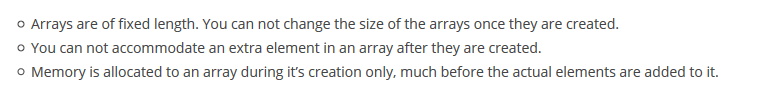 Arrays are of fixed length. You can not change the size of the arrays once they are created.
You can not accommodate an extra element in an array after they are created.
Memory is allocated to an array during it's creation only, much before the actual elements are added to it.